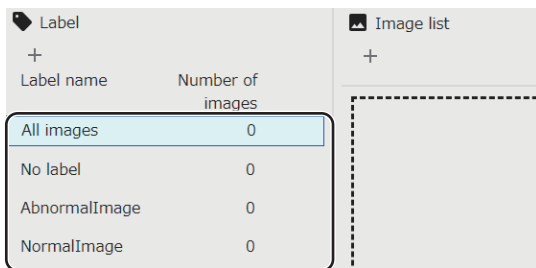 Label
+
Label name Number of
images
All images 0
No label 0
AbnormalImage 0
NormalImage 0
Image list
+